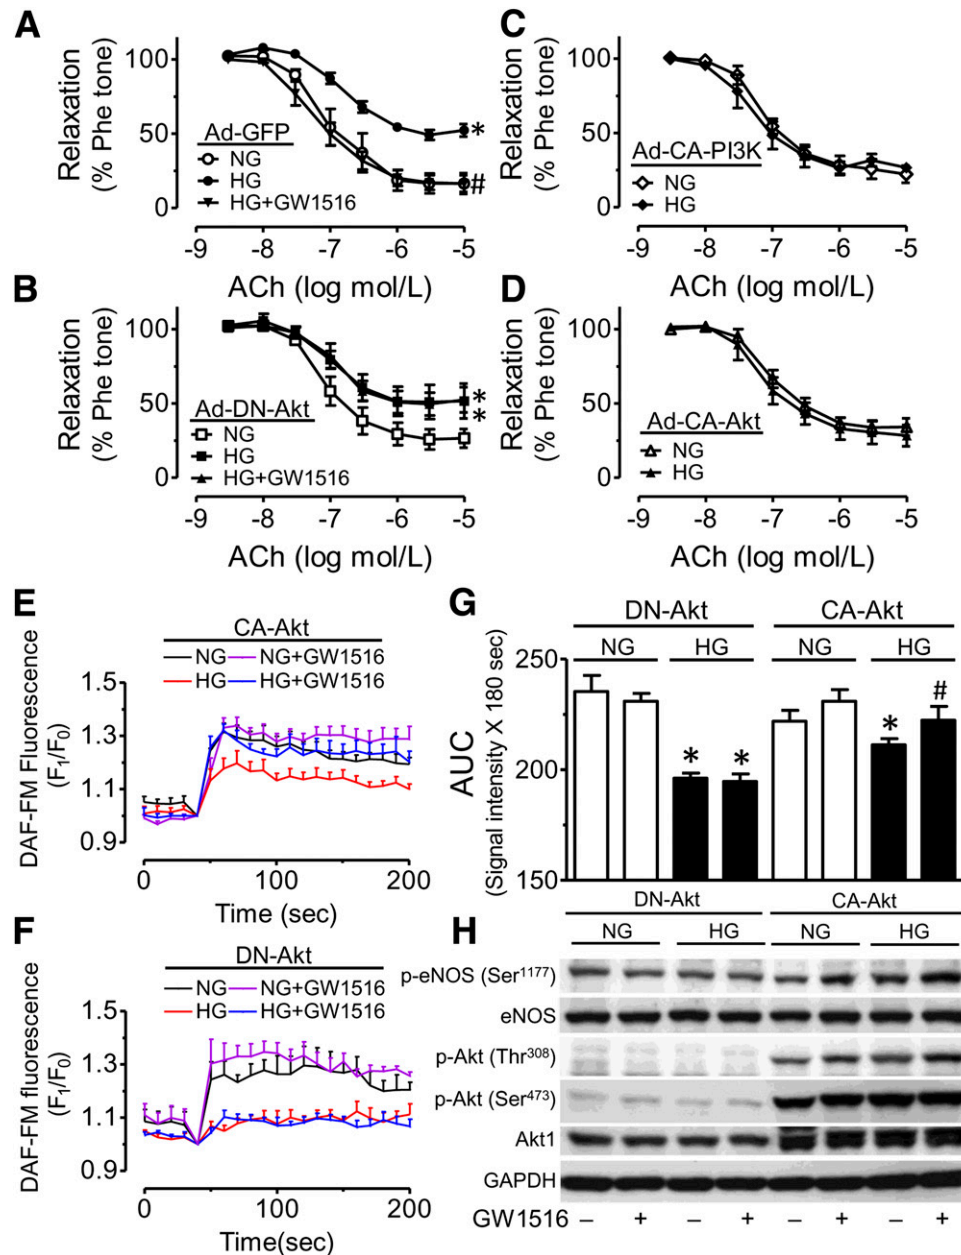 A
Relaxation
(% Phe tone)
100
50
0
Ad-GFP
NG
HG
HG+GW1516
*
#
-9 -8 -7 -6 -5
ACh (log mol/L)
C
Relaxation
(% Phe tone)
100
50
0
Ad-CA-PI3K
NG
HG
-9 -8 -7 -6 -5
ACh (log mol/L)
B
Relaxation
(% Phe tone)
100
50
0
Ad-DN-Akt
NG
HG
HG+GW1516
*
*
-9 -8 -7 -6 -5
ACh (log mol/L)
D
Relaxation
(% Phe tone)
100
50
0
Ad-CA-Akt
NG
HG
-9 -8 -7 -6 -5
ACh (log mol/L)
E
CA-Akt
NG NG+GW1516
HG HG+GW1516
DAF-FM Fluorescence
(F₁/F₀)
1.5
1.3
1.1
0.9
0 100 200
Time (sec)
F
DN-Akt
NG NG+GW1516
HG HG+GW1516
DAF-FM fluorescence
(F₁/F₀)
1.5
1.3
1.1
0.9
0 100 200
Time(sec)
G
DN-Akt CA-Akt
NG HG NG HG
AUC
(Signal intensity X 180 sec)
250
200
150
* * * #
H
DN-Akt CA-Akt
NG HG NG HG
p-eNOS (Ser¹¹⁷⁷)
eNOS
p-Akt (Thr³⁰⁸)
p-Akt (Ser⁴⁷³)
Akt1
GAPDH
GW1516 – + – + – + – +